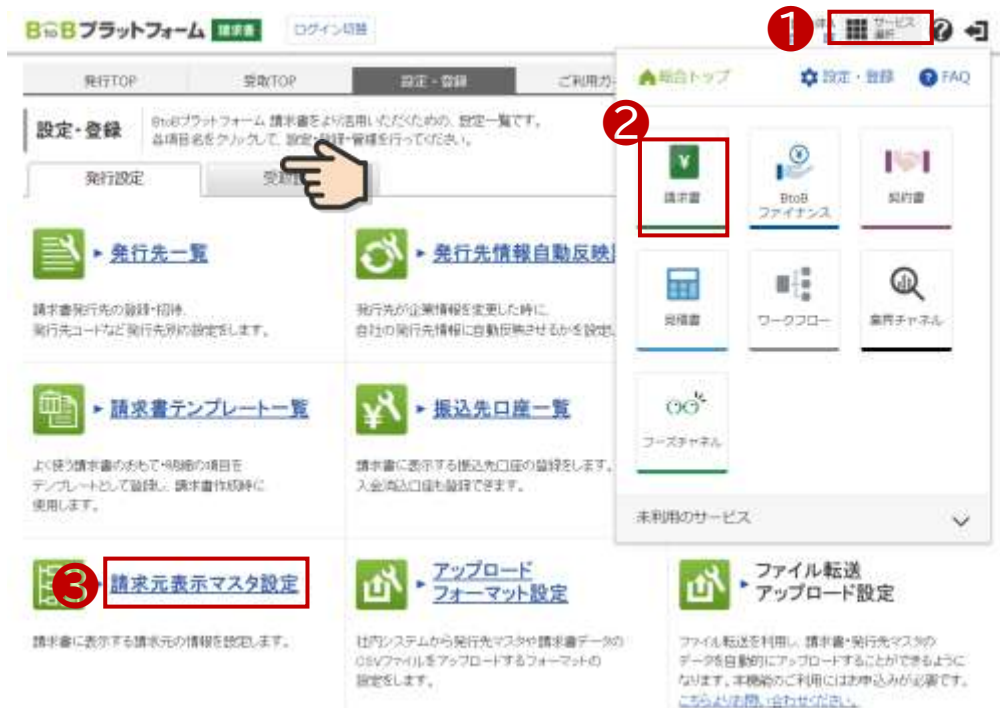 BtoBプラットフォーム 請求書
ログイン切替
1
サービス
選択
発行TOP
受取TOP
設定・登録
ご利用ガ
設定・登録
BtoBプラットフォーム 請求書をより活用いただくための、設定一覧です。
各項目名をクリックして、設定・登録・管理を行ってください。
発行設定
受取
総合トップ
設定・登録
FAQ
2
請求書
BtoB
ファイナンス
契約書
見積書
ワークフロー
業界チャネル
フーズチャネル
未利用のサービス
発行先一覧
請求書発行先の登録・招待、
発行先コードなど発行先別の設定をします。
発行先情報自動反映
発行先が企業情報を変更した時に、
自社の発行先情報に自動反映させるかを設定
請求書テンプレート一覧
よく使う請求書のおもて・明細の項目を
テンプレートとして登録し、請求書作成時に
使用します。
振込先口座一覧
請求書に表示する振込先口座の登録をします。
入金消込口座も登録できます。
3
請求元表示マスタ設定
請求書に表示する請求元の情報を設定します。
アップロード
フォーマット設定
社内システムから発行先マスタや請求書データの
CSVファイルをアップロードするフォーマットの
設定をします。
ファイル転送
アップロード設定
ファイル転送を利用し、請求書・発行先マスタの
データを自動的にアップロードすることができるように
なります。本機能のご利用にはお申込みが必要です。
こちらよりお問い合わせください。